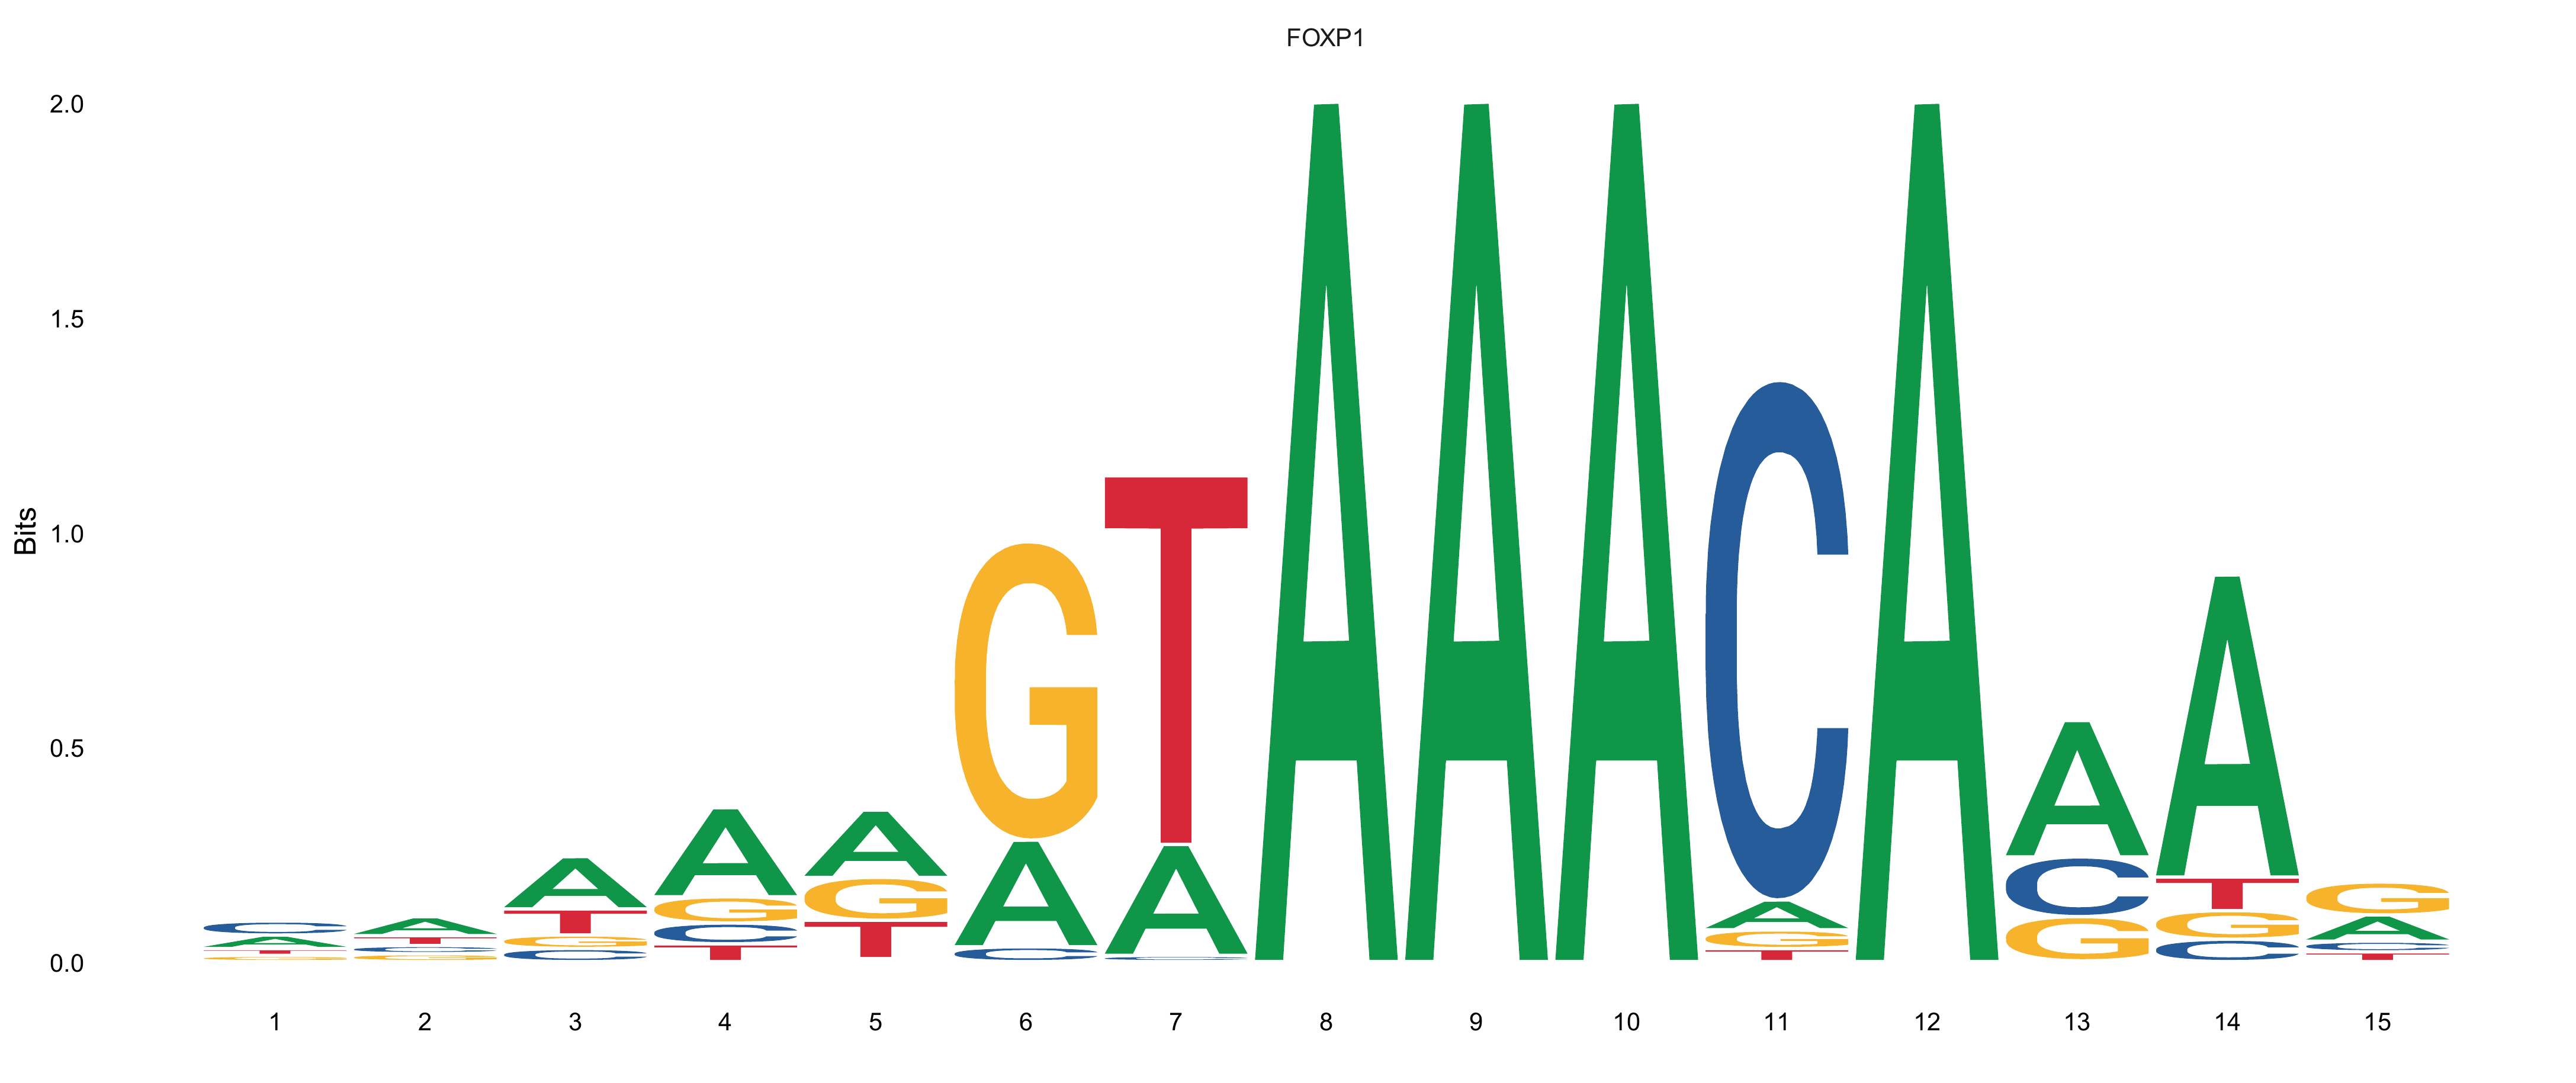 FOXP1
2.0
1.5
1.0
0.5
0.0
Bits
C A A A A G T A A A C A A A G
A T T G G A A A C T A
T C G C T C C G G G C
G G C T T C T
1 2 3 4 5 6 7 8 9 10 11 12 13 14 15